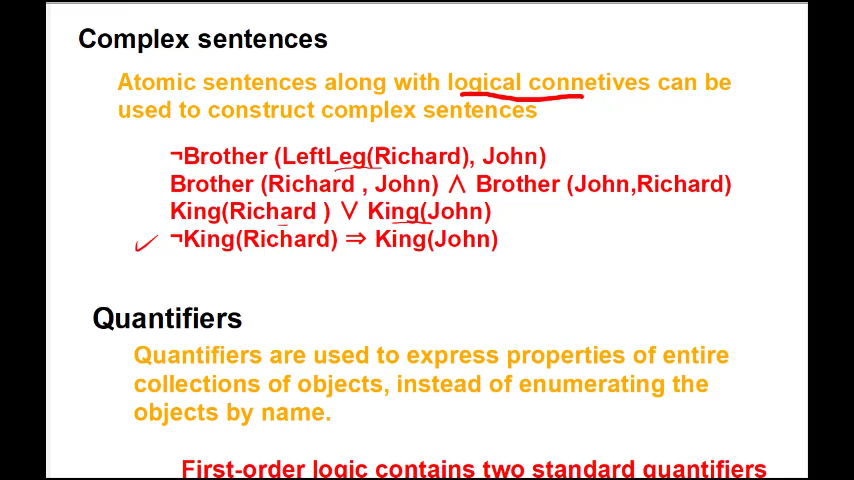 Complex sentences
Atomic sentences along with logical connetives can be
used to construct complex sentences
¬Brother (LeftLeg(Richard), John)
Brother (Richard , John) ∧ Brother (John,Richard)
King(Richard ) ∨ King(John)
¬King(Richard) ⇒ King(John)
Quantifiers
Quantifiers are used to express properties of entire
collections of objects, instead of enumerating the
objects by name.
First-order logic contains two standard quantifiers